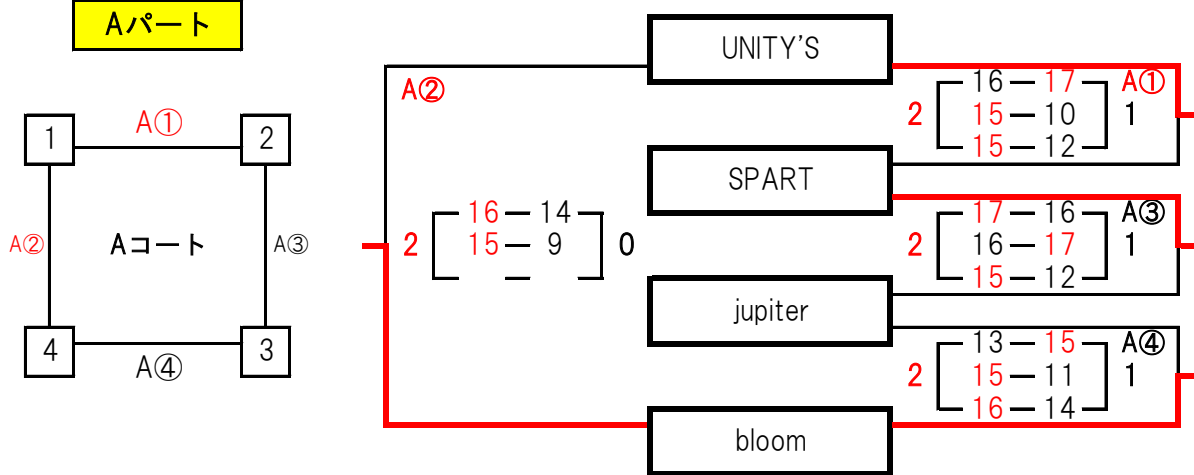 Aパート
1
A①
2
A②
Aコート
A③
4
A④
3
A②
2
16 — 14
15 — 9
—
0
UNITY'S
SPART
jupiter
bloom
A①
2
16 — 17
15 — 10
15 — 12
1
A③
2
17 — 16
16 — 17
15 — 12
1
A④
2
13 — 15
15 — 11
16 — 14
1